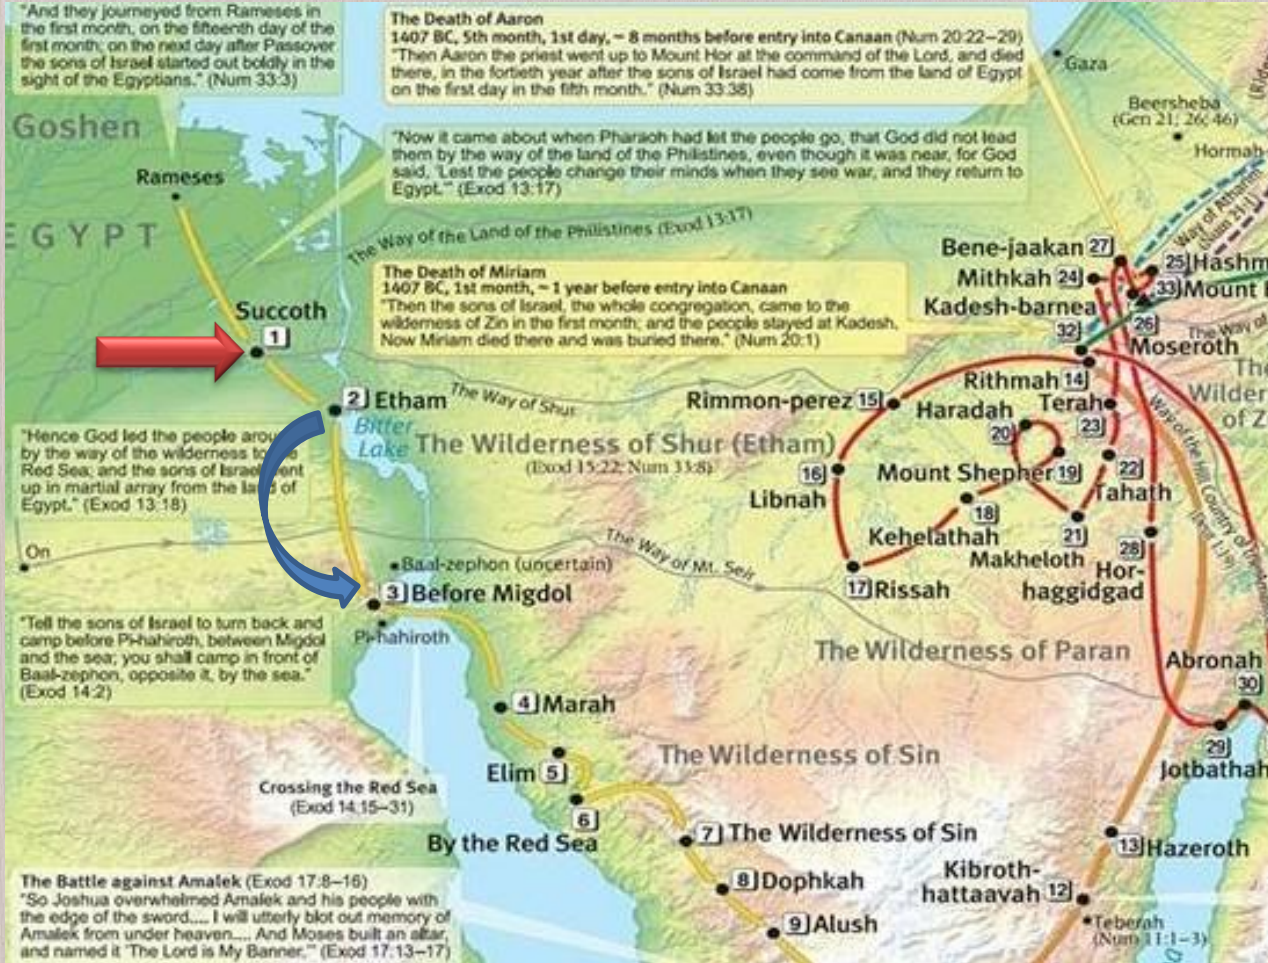 "And they journeyed from Rameses in
the first month, on the fifteenth day of the
first month; on the next day after Passover
the sons of Israel started out boldly in the
sight of the Egyptians." (Num 33:3)
The Death of Aaron
1407 BC, 5th month, 1st day, ~ 8 months before entry into Canaan (Num 20:22–29)
"Then Aaron the priest went up to Mount Hor at the command of the Lord, and died
there, in the fortieth year after the sons of Israel had come from the land of Egypt
on the first day in the fifth month." (Num 33:38)
Gaza
Beersheba
(Gen 21; 26; 46)
Hormah
Goshen
"Now it came about when Pharaoh had let the people go, that God did not lead
them by the way of the land of the Philistines, even though it was near, for God
said, 'Lest the people change their minds when they see war, and they return to
Egypt.'" (Exod 13:17)
Rameses
EGYPT
The Way of the Land of the Philistines (Exod 13:17)
Way of Atharim
(Num 21:1)
Bene-jaakan 27
25 Hashm
Mithkah 24
33 Mount
Kadesh-barnea
26
32
Moseroth
The Way of
The Death of Miriam
1407 BC, 1st month, ~ 1 year before entry into Canaan
"Then the sons of Israel, the whole congregation, came to the
wilderness of Zin in the first month; and the people stayed at Kadesh.
Now Miriam died there and was buried there." (Num 20:1)
Succoth
1
2 Etham
Bitter
Lake
The Way of Shur
Rimmon-perez 15
Rithmah 14
Haradah
20
Terah
23
The
Wilder
of Z
Way of the Hill Country of the
The Wilderness of Shur (Etham)
(Exod 15:22; Num 33:8)
16
Libnah
Mount Shepher 19
22
Tahath
18
Kehelathah
21
Makheloth
28
Hor-
haggidgad
17 Rissah
"Hence God led the people arou
by the way of the wilderness to e
Red Sea; and the sons of Israel ent
up in martial array from the la d of
Egypt." (Exod 13:18)
On
The Way of Mt. Seir
Baal-zephon (uncertain)
3 Before Migdol
Pi-hahiroth
"Tell the sons of Israel to turn back and
camp before Pi-hahiroth, between Migdol
and the sea; you shall camp in front of
Baal-zephon, opposite it, by the sea."
(Exod 14:2)
The Wilderness of Paran
Abronah
30
29
Jotbathah
4 Marah
The Wilderness of Sin
Elim 5
6
By the Red Sea
Crossing the Red Sea
(Exod 14:15–31)
7 The Wilderness of Sin
8 Dophkah
9 Alush
13 Hazeroth
Kibroth-
hattaavah 12
Teberah
(Num 11:1–3)
The Battle against Amalek (Exod 17:8–16)
"So Joshua overwhelmed Amalek and his people with
the edge of the sword.... I will utterly blot out memory of
Amalek from under heaven.... And Moses built an altar,
and named it 'The Lord is My Banner.'" (Exod 17:13–17)